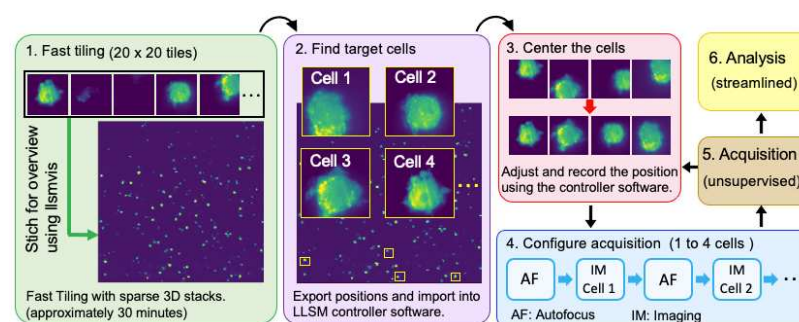 1. Fast tiling (20 x 20 tiles)
...
Stich for overview
using llsmvis
Fast Tiling with sparse 3D stacks.
(approximately 30 minutes)
2. Find target cells
Cell 1
Cell 2
Cell 3
Cell 4
...
Export positions and import into
LLSM controller software.
3. Center the cells
Adjust and record the position
using the controller software.
4. Configure acquisition (1 to 4 cells )
AF
IM
Cell 1
AF
IM
Cell 2
...
AF: Autofocus
IM: Imaging
5. Acquisition
(unsupervised)
6. Analysis
(streamlined)